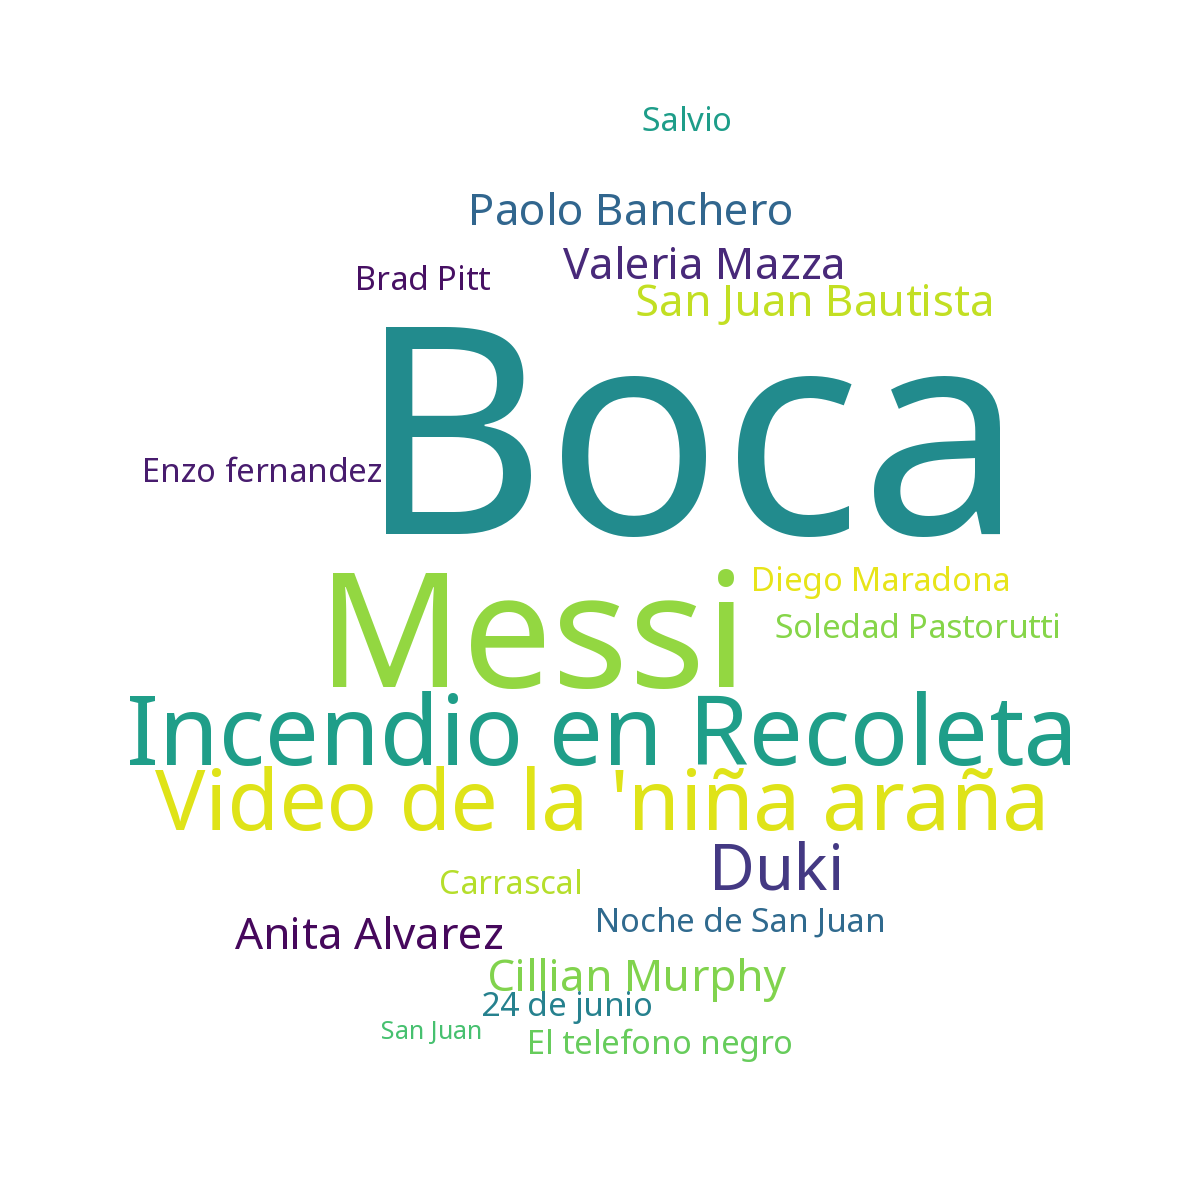 Salvio
Paolo Banchero
Valeria Mazza
Brad Pitt
San Juan Bautista
Boca
Enzo fernandez
Messi
Diego Maradona
Soledad Pastorutti
Incendio en Recoleta
Video de la 'niña araña
Duki
Carrascal
Noche de San Juan
Anita Alvarez
Cillian Murphy
24 de junio
San Juan
El telefono negro